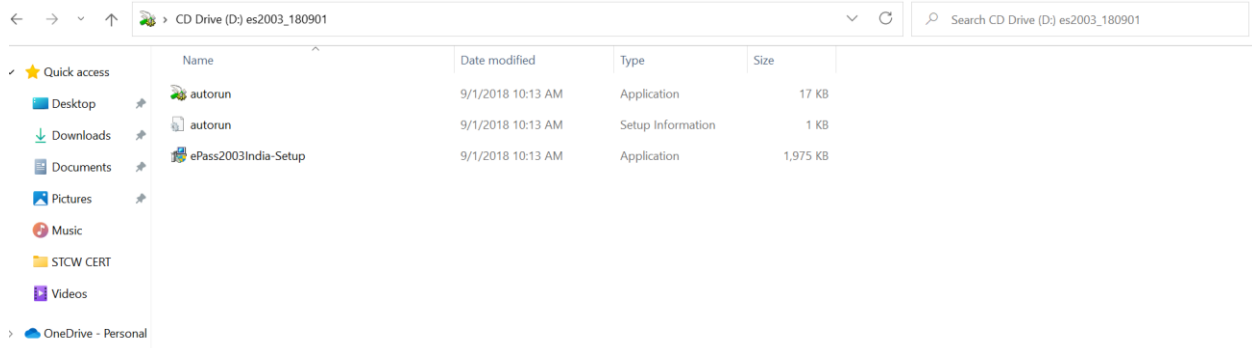 CD Drive (D:) es2003_180901 Search CD Drive (D:) es2003_180901
Name Date modified Type Size
Quick access
Desktop
Downloads
Documents
Pictures
Music
STCW CERT
Videos
OneDrive - Personal
autorun 9/1/2018 10:13 AM Application 17 KB
autorun 9/1/2018 10:13 AM Setup Information 1 KB
ePass2003India-Setup 9/1/2018 10:13 AM Application 1,975 KB